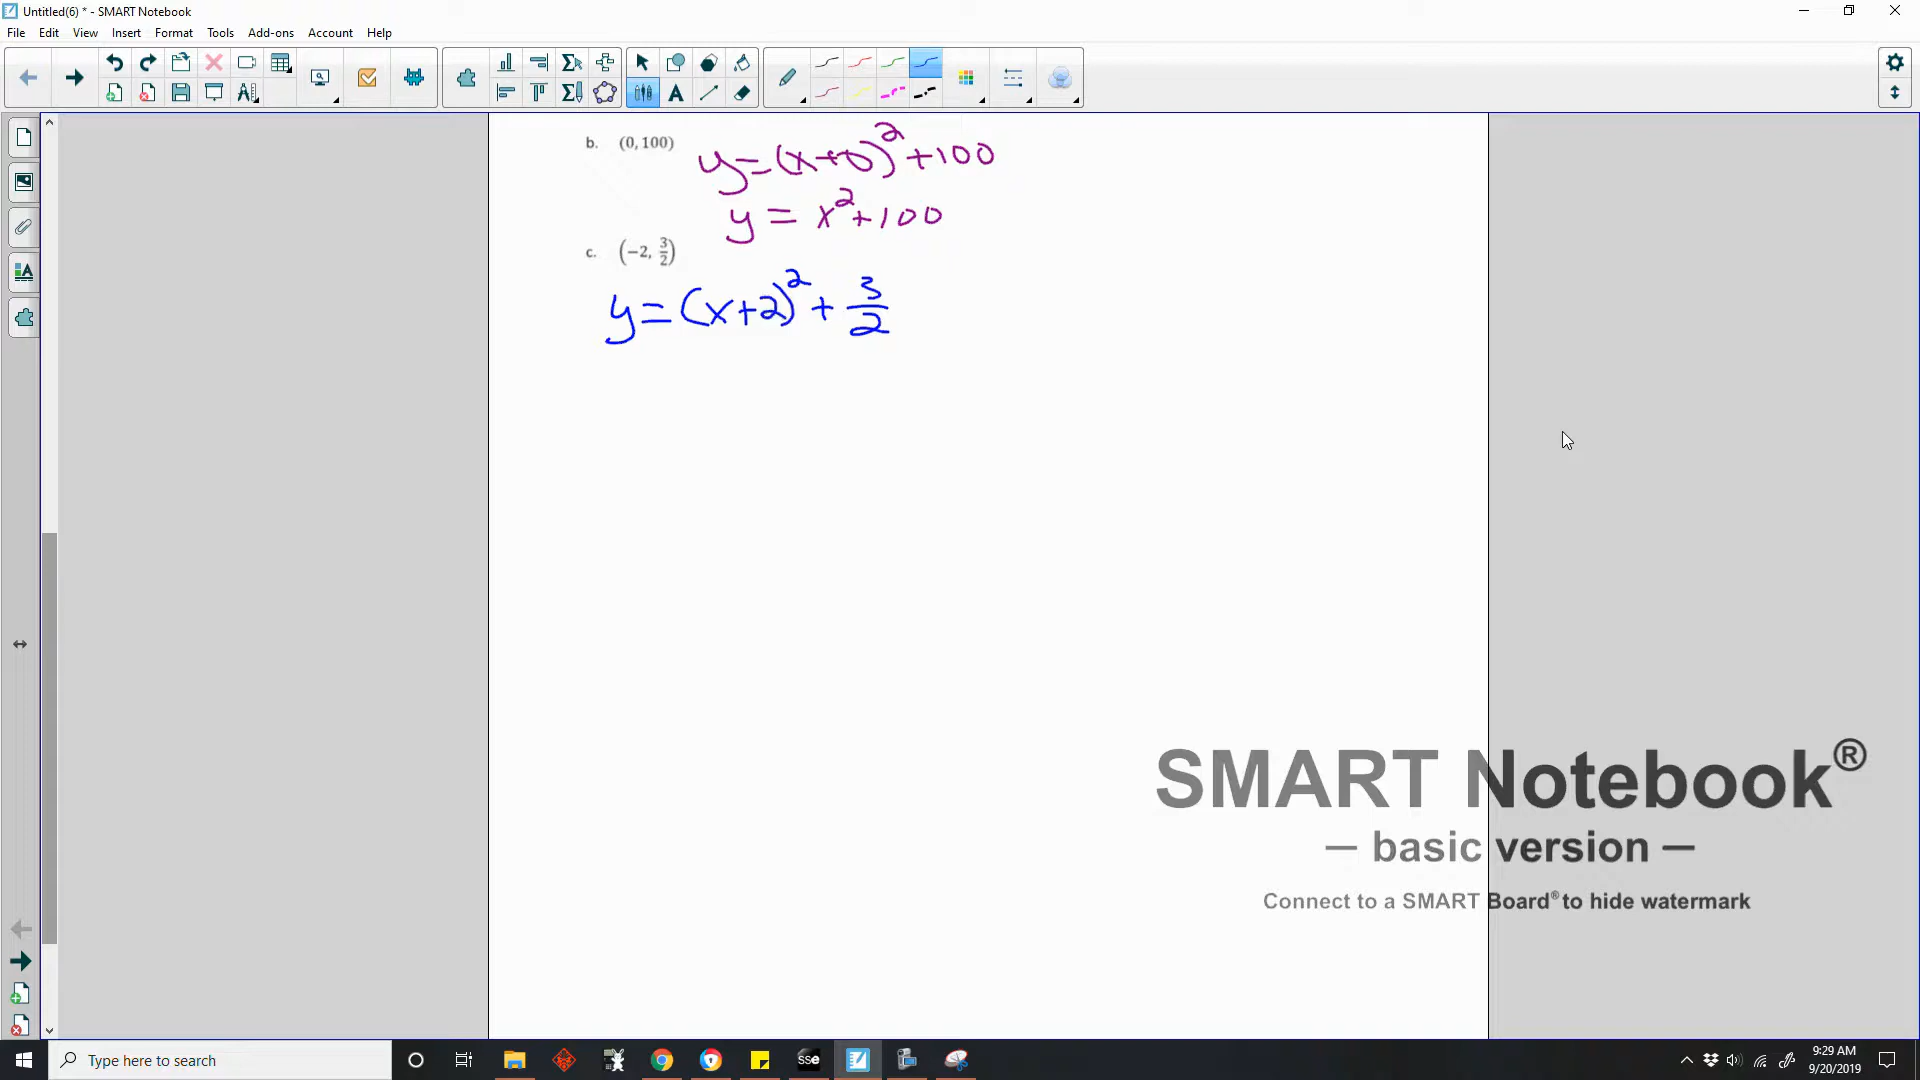 Untitled(6) * - SMART Notebook
File Edit View Insert Format Tools Add-ons Account Help
b. (0, 100)
y=(x+0)²+100
y = x²+100
c. (−2, 3/2)
y=(x+2)²+ 3/2
SMART Notebook®
— basic version —
Connect to a SMART Board® to hide watermark
Type here to search
sse
9:29 AM
9/20/2019